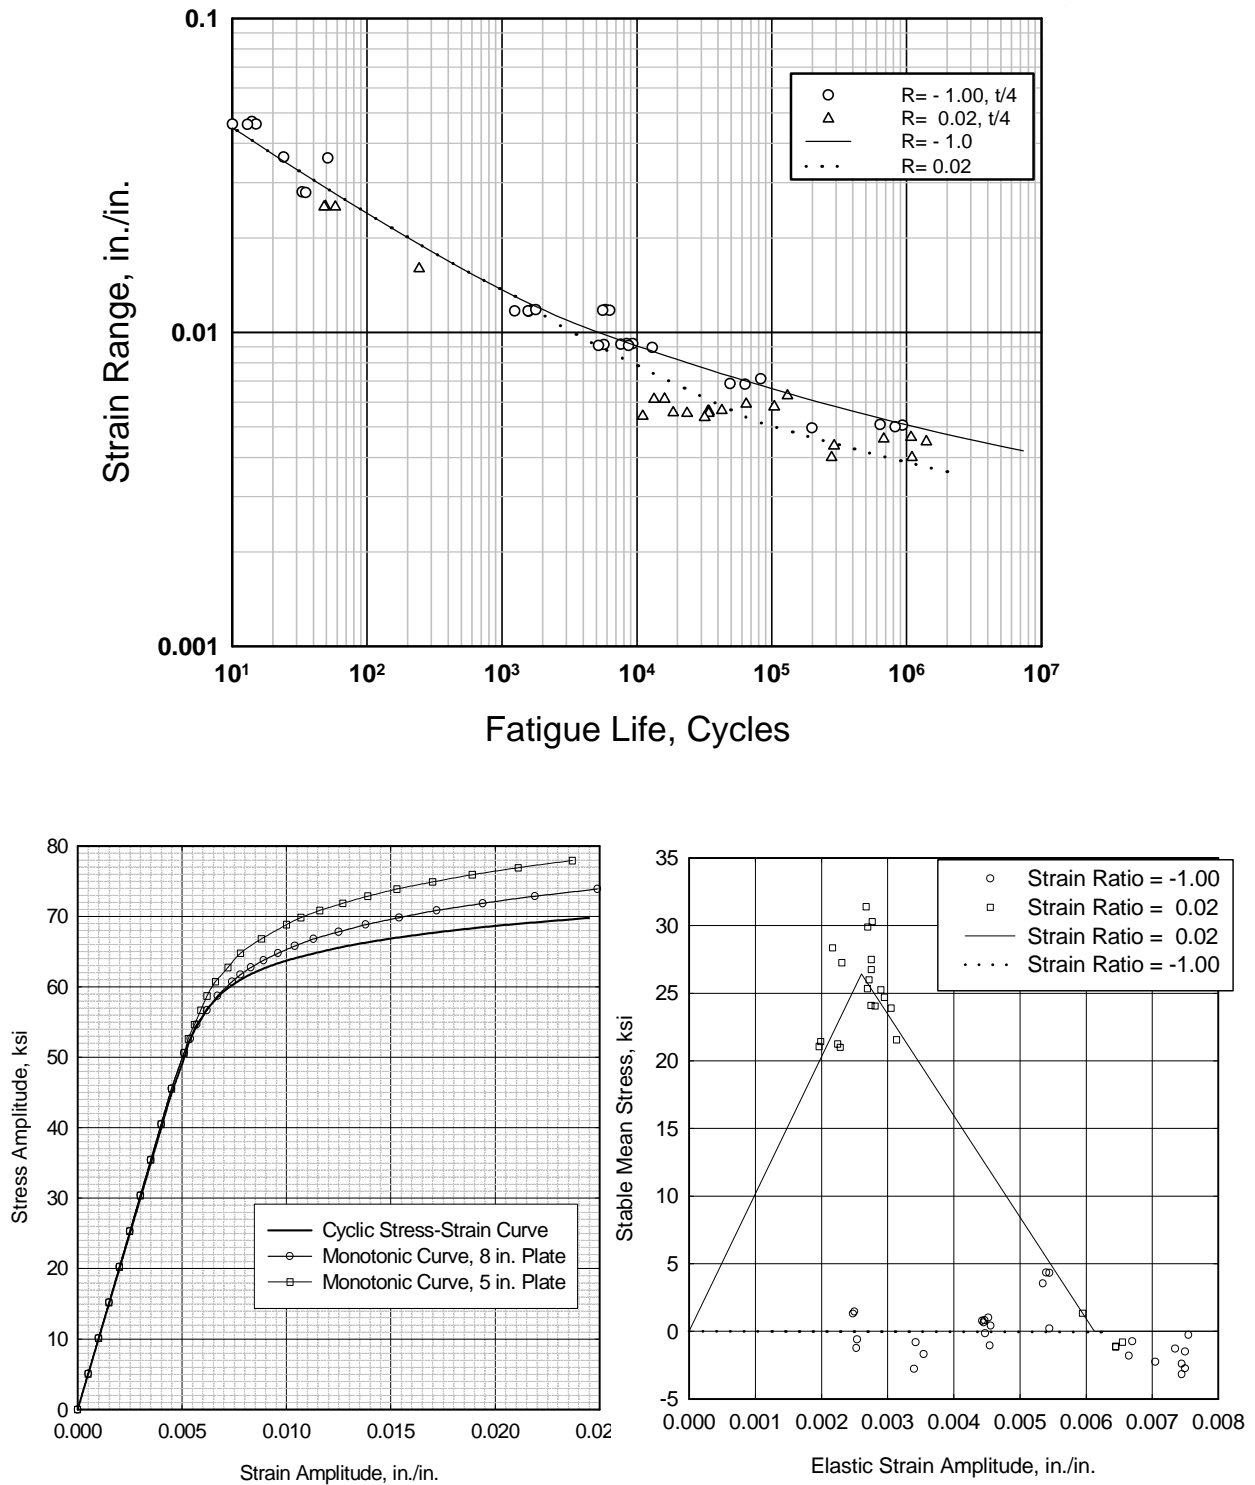 0.1
0.01
0.001
Strain Range, in./in.
R= - 1.00, t/4
R= 0.02, t/4
R= - 1.0
R= 0.02
10¹ 10² 10³ 10⁴ 10⁵ 10⁶ 10⁷
Fatigue Life, Cycles
80
70
60
50
40
30
20
10
0
Stress Amplitude, ksi
Cyclic Stress-Strain Curve
Monotonic Curve, 8 in. Plate
Monotonic Curve, 5 in. Plate
0.000 0.005 0.010 0.015 0.020 0.02
Strain Amplitude, in./in.
35
30
25
20
15
10
5
0
-5
Stable Mean Stress, ksi
Strain Ratio = -1.00
Strain Ratio = 0.02
Strain Ratio = 0.02
Strain Ratio = -1.00
0.000 0.001 0.002 0.003 0.004 0.005 0.006 0.007 0.008
Elastic Strain Amplitude, in./in.